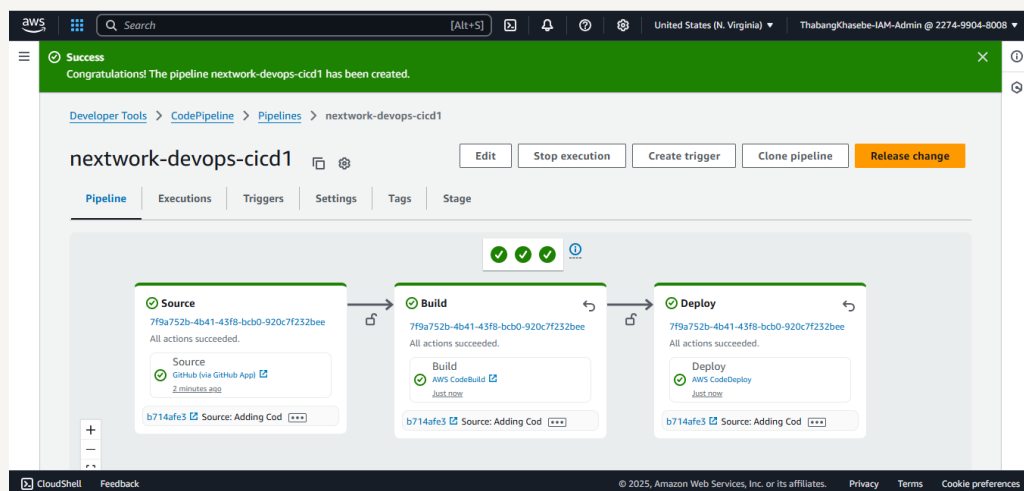 aws Search [Alt+S] United States (N. Virginia) ThabangKhasebe-IAM-Admin @ 2274-9904-8008
Success
Congratulations! The pipeline nextwork-devops-cicd1 has been created.
Developer Tools > CodePipeline > Pipelines > nextwork-devops-cicd1
nextwork-devops-cicd1 Edit Stop execution Create trigger Clone pipeline Release change
Pipeline Executions Triggers Settings Tags Stage
Source
7f9a752b-4b41-43f8-bcb0-920c7f232bee
All actions succeeded.
Source
GitHub (via GitHub App)
2 minutes ago
b714afe3 Source: Adding Cod
Build
7f9a752b-4b41-43f8-bcb0-920c7f232bee
All actions succeeded.
Build
AWS CodeBuild
Just now
b714afe3 Source: Adding Cod
Deploy
7f9a752b-4b41-43f8-bcb0-920c7f232bee
All actions succeeded.
Deploy
AWS CodeDeploy
Just now
b714afe3 Source: Adding Cod
CloudShell Feedback © 2025, Amazon Web Services, Inc. or its affiliates. Privacy Terms Cookie preferences